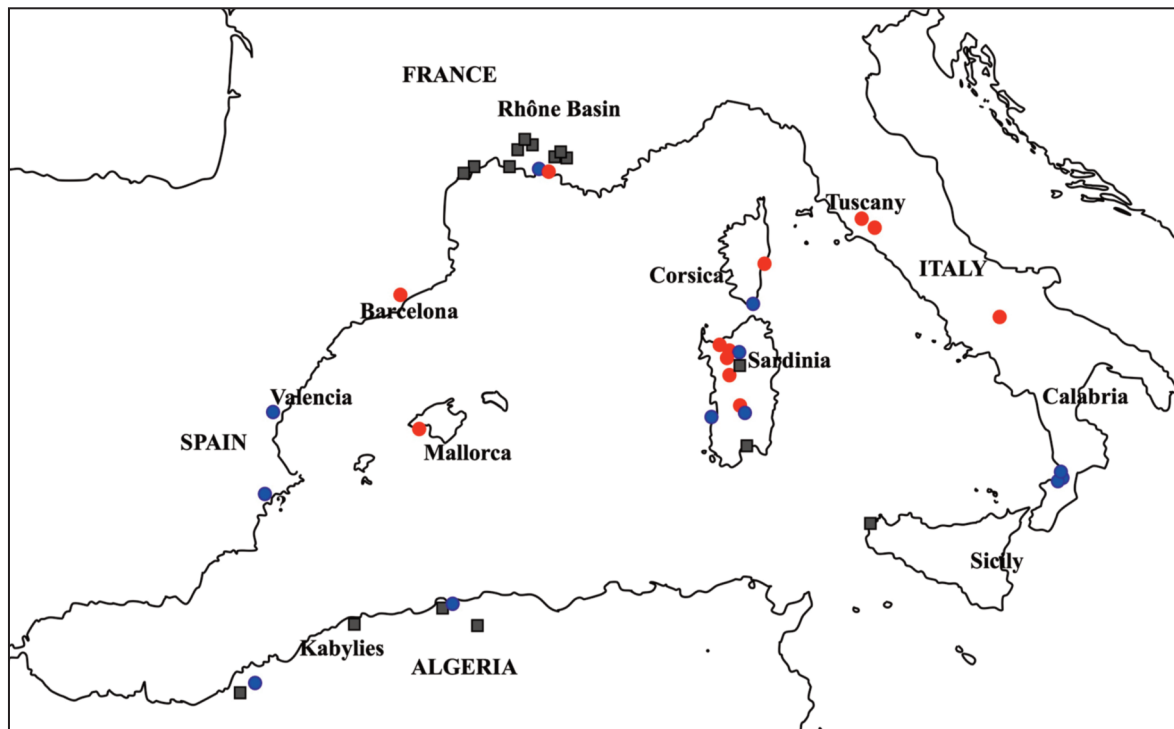 FRANCE
Rhône Basin
Tuscany
Corsica
ITALY
Barcelona
Sardinia
Valencia
Calabria
SPAIN
Mallorca
?
Sicily
Kabylies
ALGERIA